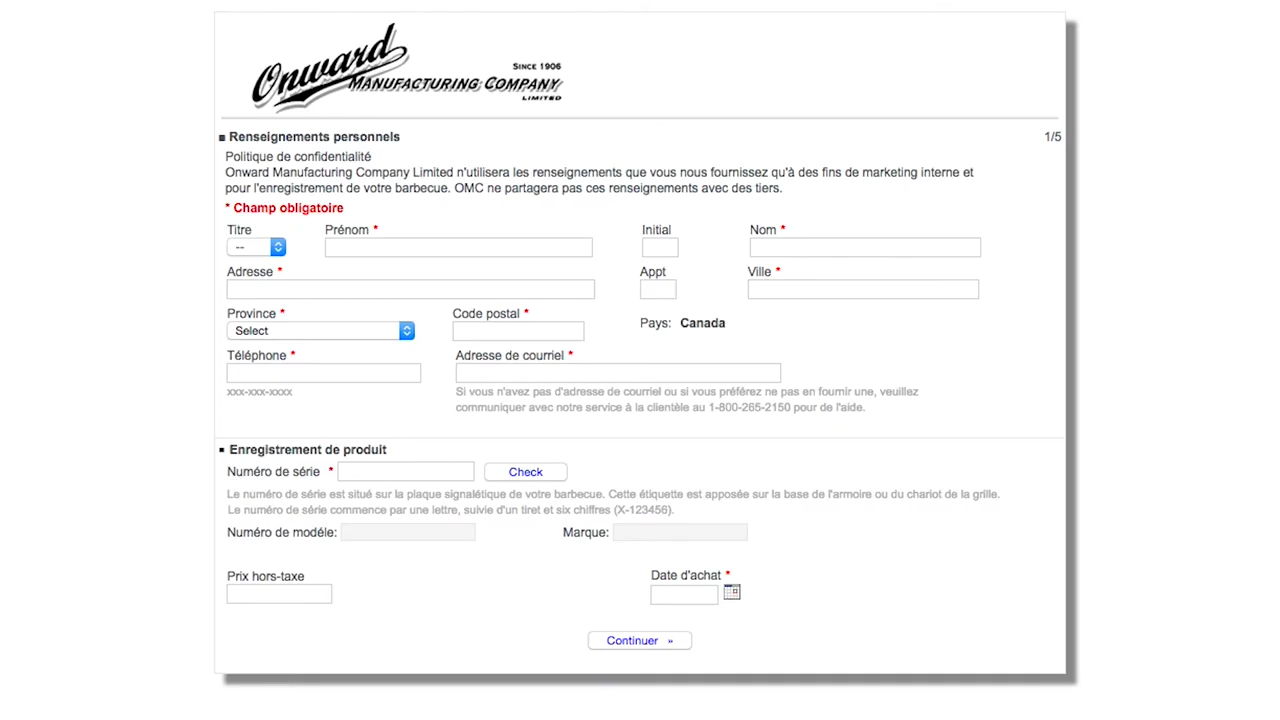 Onward
SINCE 1906
MANUFACTURING COMPANY
LIMITED
Renseignements personnels 1/5
Politique de confidentialité
Onward Manufacturing Company Limited n'utilisera les renseignements que vous nous fournissez qu'à des fins de marketing interne et
pour l'enregistrement de votre barbecue. OMC ne partagera pas ces renseignements avec des tiers.
* Champ obligatoire
Titre Prénom * Initial Nom *
--
Adresse * Appt Ville *
Province * Code postal * Pays: Canada
Select
Téléphone * Adresse de courriel *
xxx-xxx-xxxx Si vous n'avez pas d'adresse de courriel ou si vous préférez ne pas en fournir une, veuillez
communiquer avec notre service à la clientèle au 1-800-265-2150 pour de l'aide.
Enregistrement de produit
Numéro de série * Check
Le numéro de série est situé sur la plaque signalétique de votre barbecue. Cette étiquette est apposée sur la base de l'armoire ou du chariot de la grille.
Le numéro de série commence par une lettre, suivie d'un tiret et six chiffres (X-123456).
Numéro de modéle: Marque:
Prix hors-taxe Date d'achat *
Continuer »